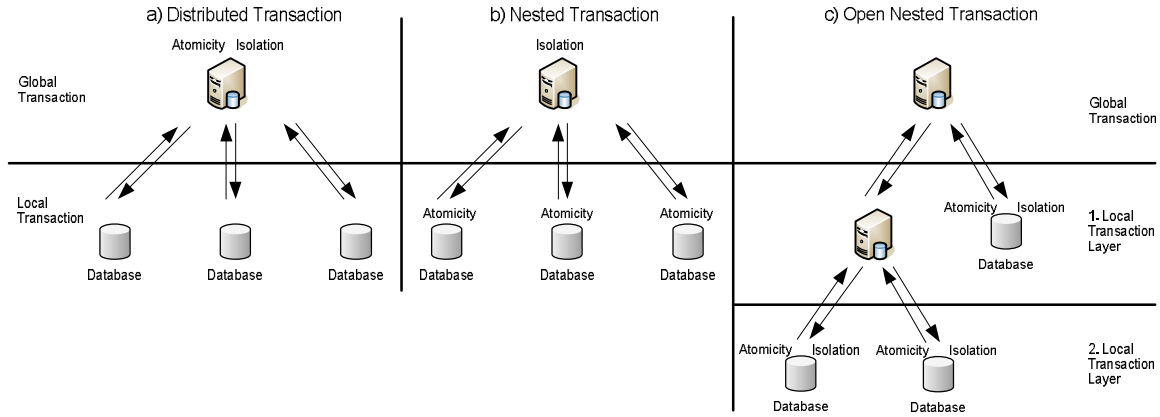 a) Distributed Transaction
Atomicity Isolation
Global
Transaction
Local
Transaction
Database
Database
Database
b) Nested Transaction
Isolation
Atomicity
Atomicity
Atomicity
Database
Database
Database
c) Open Nested Transaction
Global
Transaction
Atomicity Isolation
Database
1. Local
Transaction
Layer
Atomicity Isolation
Atomicity Isolation
Database
Database
2. Local
Transaction
Layer